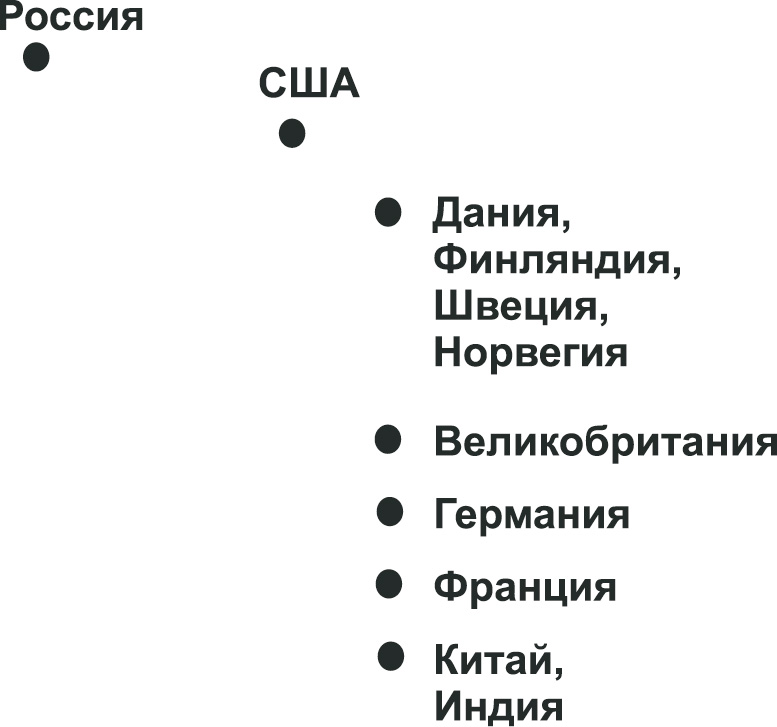 Россия
США
Дания,
Финляндия,
Швеция,
Норвегия
Великобритания
Германия
Франция
Китай,
Индия